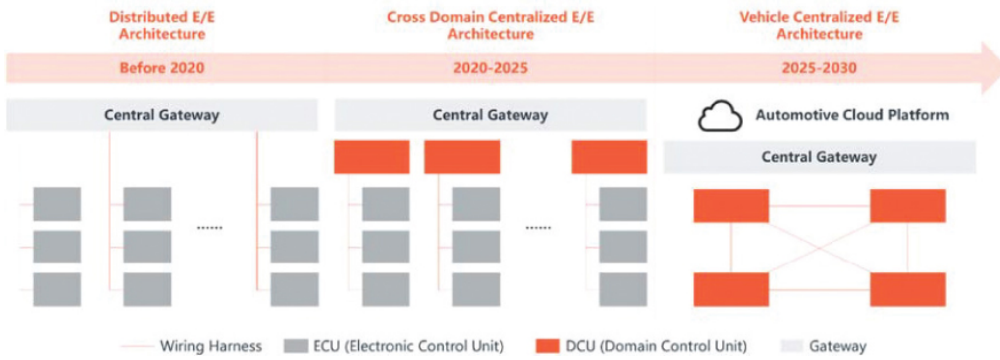 Distributed E/E
Architecture
Cross Domain Centralized E/E
Architecture
Vehicle Centralized E/E
Architecture
Before 2020
2020-2025
2025-2030
Central Gateway
Central Gateway
Automotive Cloud Platform
Central Gateway
......
......
Wiring Harness
ECU (Electronic Control Unit)
DCU (Domain Control Unit)
Gateway